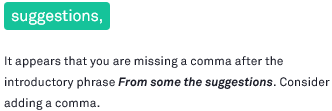 suggestions,
It appears that you are missing a comma after the
introductory phrase From some the suggestions. Consider
adding a comma.